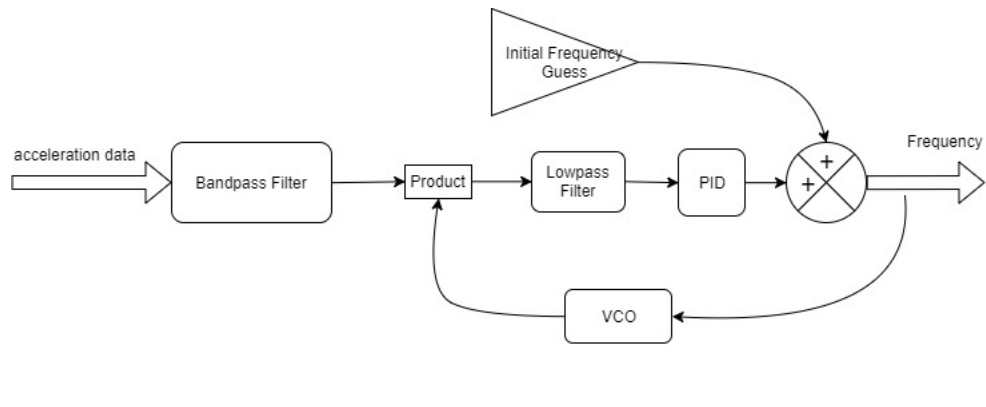 Initial Frequency
Guess
acceleration data
Bandpass Filter
Product
Lowpass
Filter
PID
+
+
Frequency
VCO